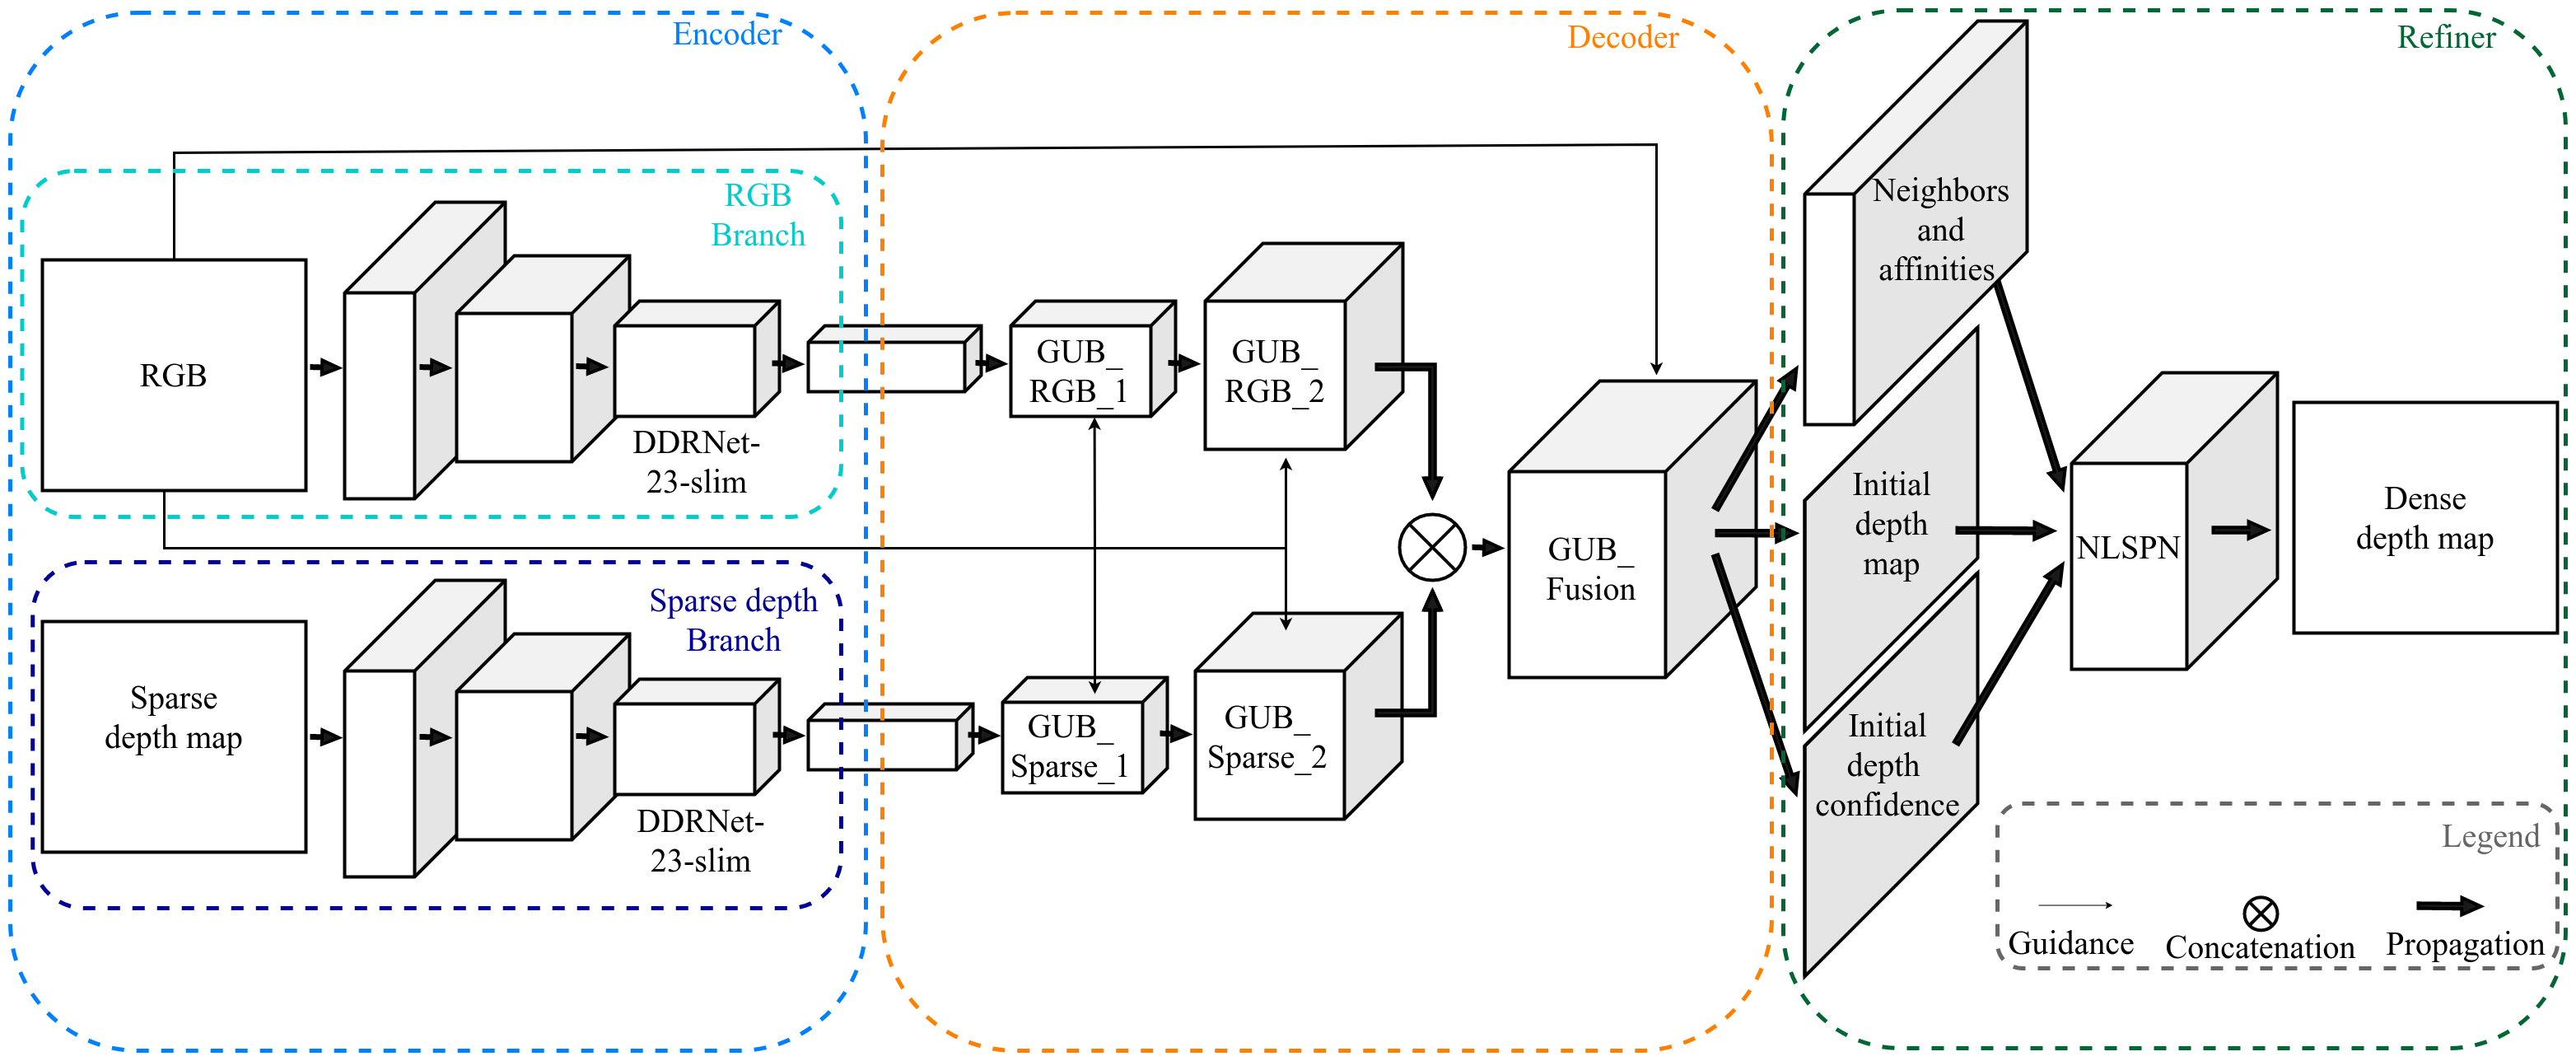 Encoder
Decoder
Refiner
RGB
Branch
RGB
DDRNet-
23-slim
GUB_
RGB_1
GUB_
RGB_2
Sparse depth
Branch
Sparse
depth map
DDRNet-
23-slim
GUB_
Sparse_1
GUB_
Sparse_2
GUB_
Fusion
Neighbors
and
affinities
Initial
depth
map
Initial
depth
confidence
NLSPN
Dense
depth map
Legend
Guidance
Concatenation
Propagation